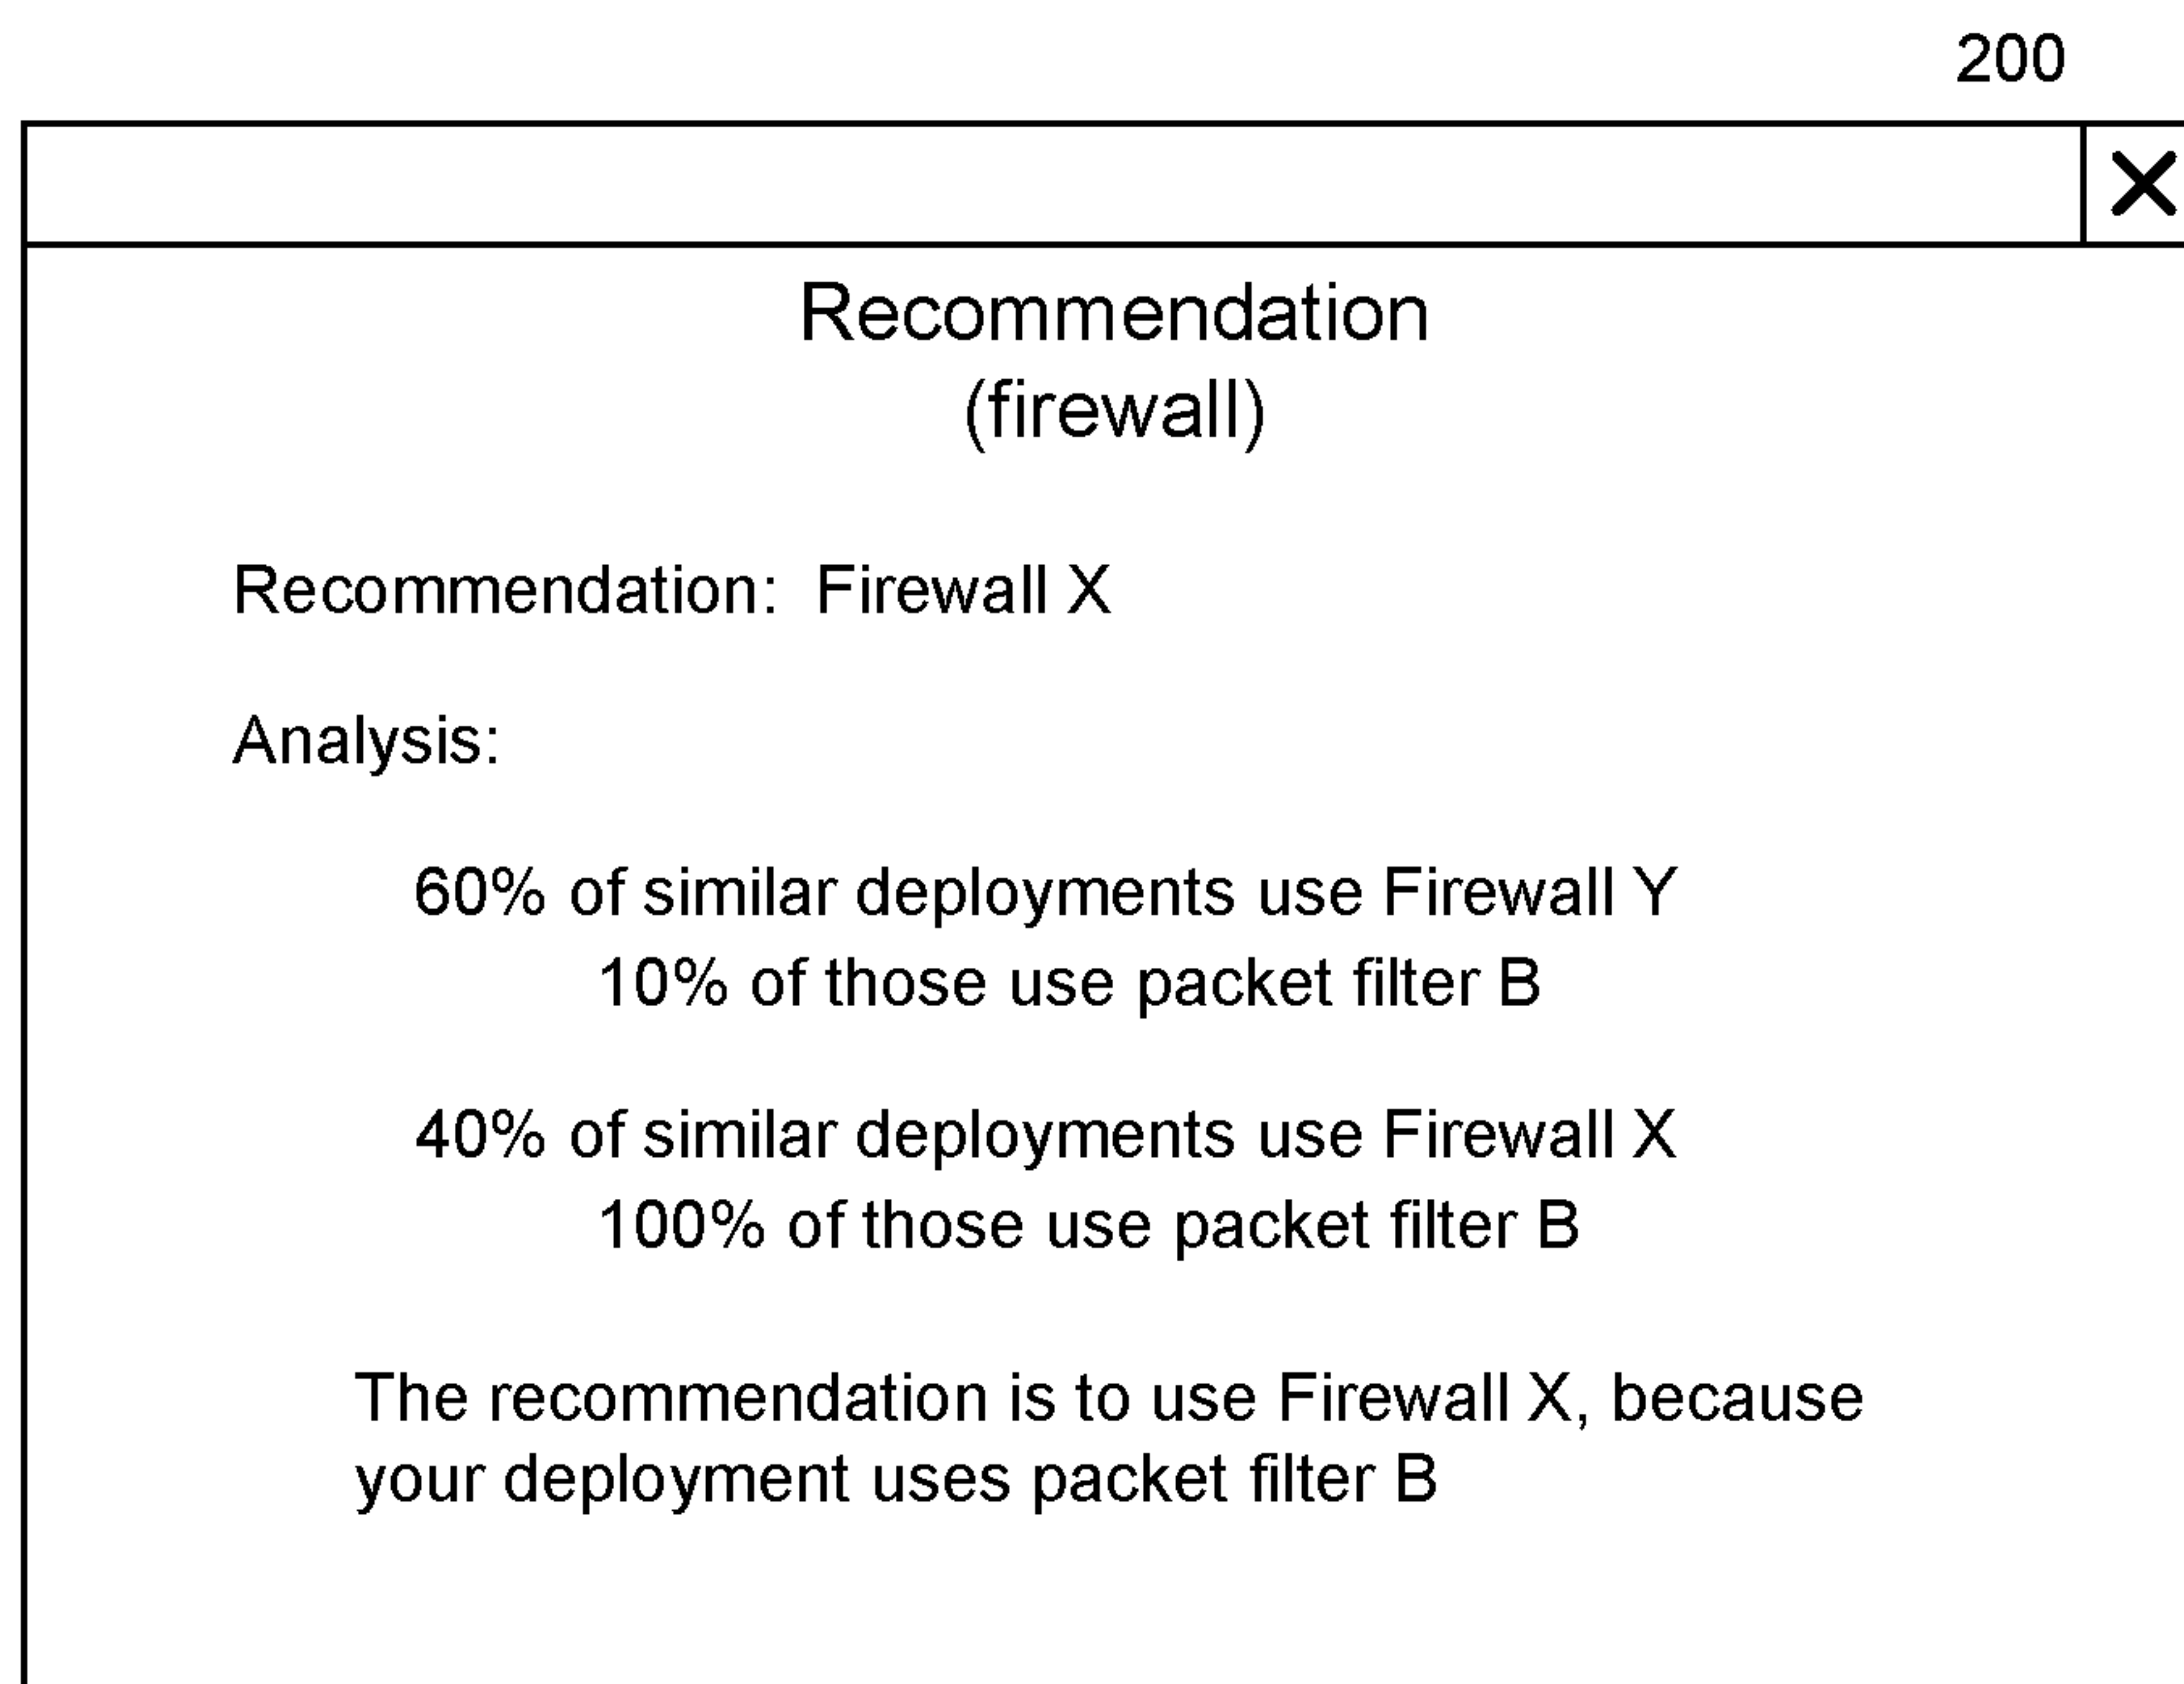 200
Recommendation
(firewall)
Recommendation: Firewall X
Analysis:
60% of similar deployments use Firewall Y
10% of those use packet filter B
40% of similar deployments use Firewall X
100% of those use packet filter B
The recommendation is to use Firewall X, because
your deployment uses packet filter B